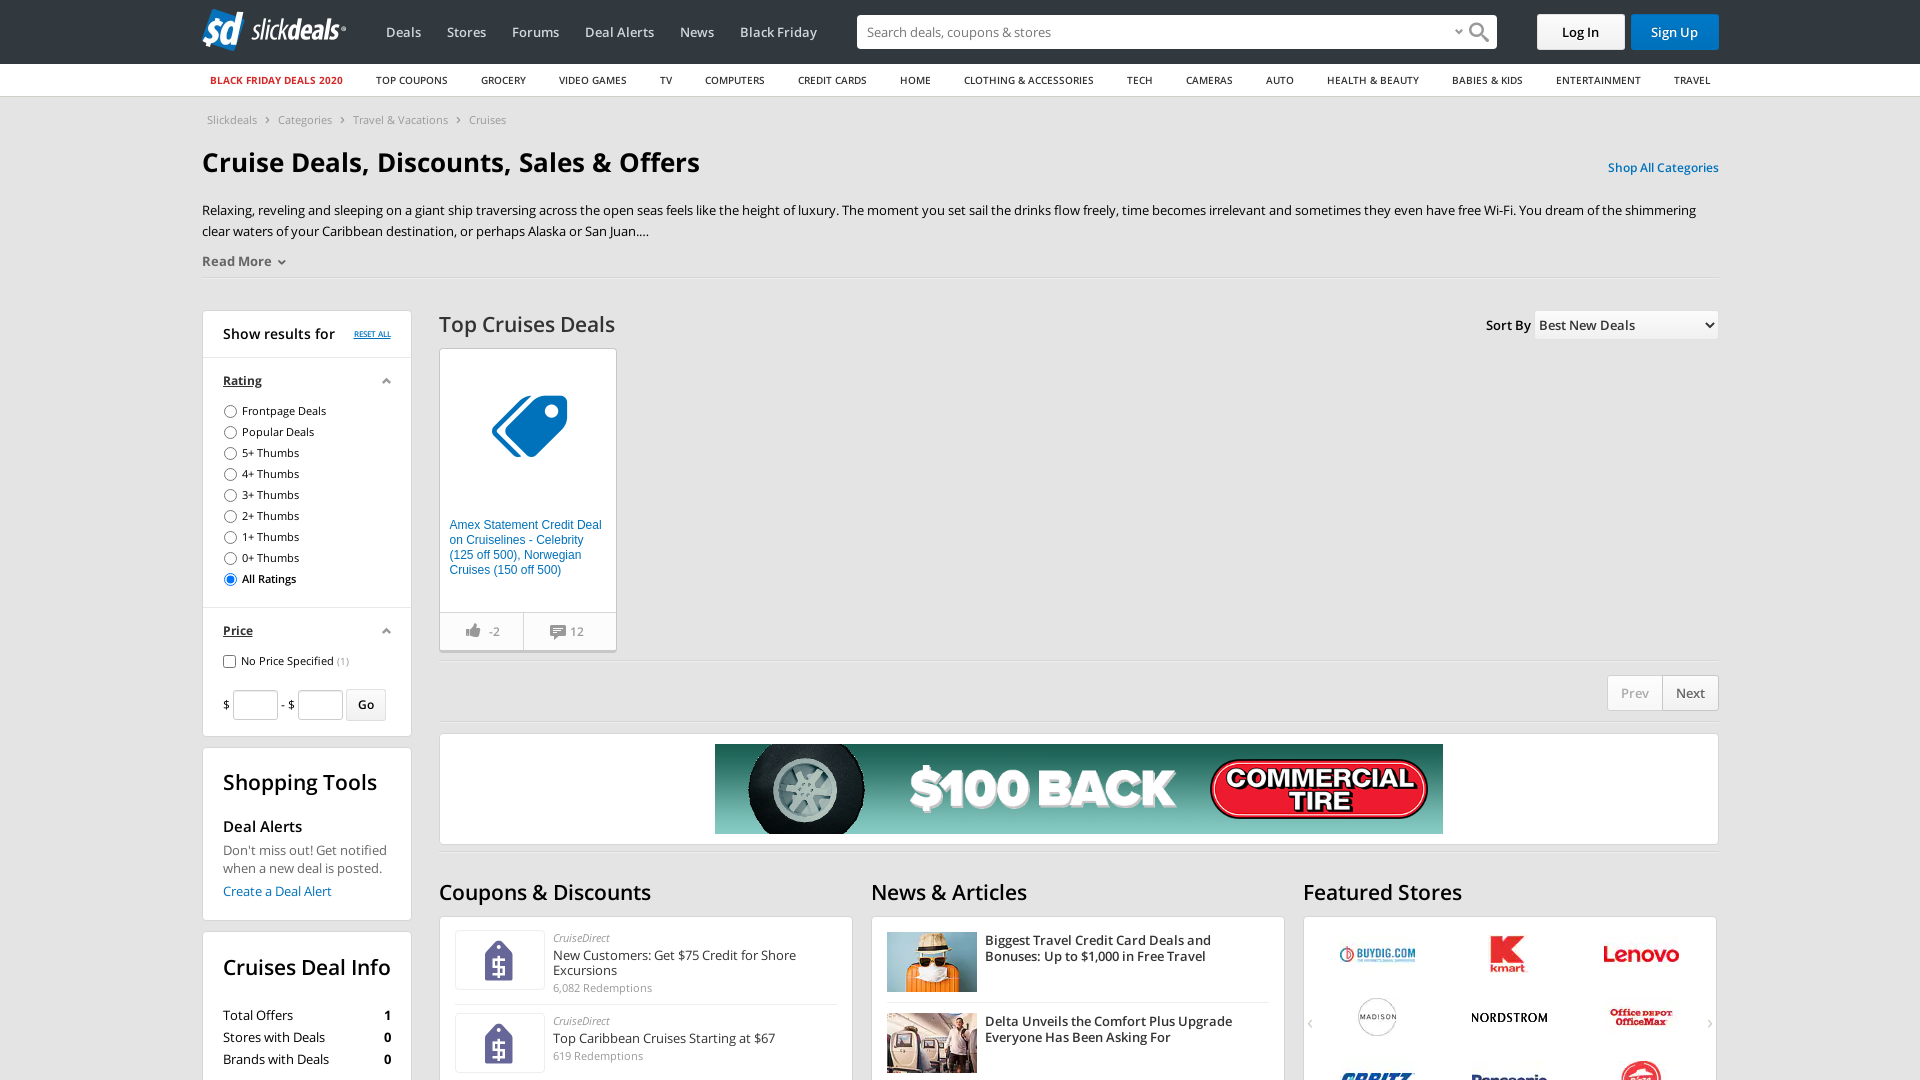 sd slickdeals
Deals
Stores
Forums
Deal Alerts
News
Black Friday
Search deals, coupons & stores
Log In
Sign Up
BLACK FRIDAY DEALS 2020
TOP COUPONS
GROCERY
VIDEO GAMES
TV
COMPUTERS
CREDIT CARDS
HOME
CLOTHING & ACCESSORIES
TECH
CAMERAS
AUTO
HEALTH & BEAUTY
BABIES & KIDS
ENTERTAINMENT
TRAVEL
Slickdeals > Categories > Travel & Vacations > Cruises
Cruise Deals, Discounts, Sales & Offers
Shop All Categories
Relaxing, reveling and sleeping on a giant ship traversing across the open seas feels like the height of luxury. The moment you set sail the drinks flow freely, time becomes irrelevant and sometimes they even have free Wi-Fi. You dream of the shimmering
clear waters of your Caribbean destination, or perhaps Alaska or San Juan....
Read More
Show results for
RESET ALL
Rating
Frontpage Deals
Popular Deals
5+ Thumbs
4+ Thumbs
3+ Thumbs
2+ Thumbs
1+ Thumbs
0+ Thumbs
All Ratings
Price
No Price Specified (1)
$ - $ Go
Shopping Tools
Deal Alerts
Don't miss out! Get notified
when a new deal is posted.
Create a Deal Alert
Cruises Deal Info
Total Offers 1
Stores with Deals 0
Brands with Deals 0
Top Cruises Deals
Sort By Best New Deals
Amex Statement Credit Deal
on Cruiselines - Celebrity
(125 off 500), Norwegian
Cruises (150 off 500)
-2
12
Prev
Next
$100 BACK
COMMERCIAL
TIRE
Coupons & Discounts
CruiseDirect
New Customers: Get $75 Credit for Shore
Excursions
6,082 Redemptions
CruiseDirect
Top Caribbean Cruises Starting at $67
619 Redemptions
News & Articles
Biggest Travel Credit Card Deals and
Bonuses: Up to $1,000 in Free Travel
Delta Unveils the Comfort Plus Upgrade
Everyone Has Been Asking For
Featured Stores
BUYDIG.COM
kmart
Lenovo
MADISON
NORDSTROM
Office DEPOT
OfficeMax
ORBITZ
Panasonic